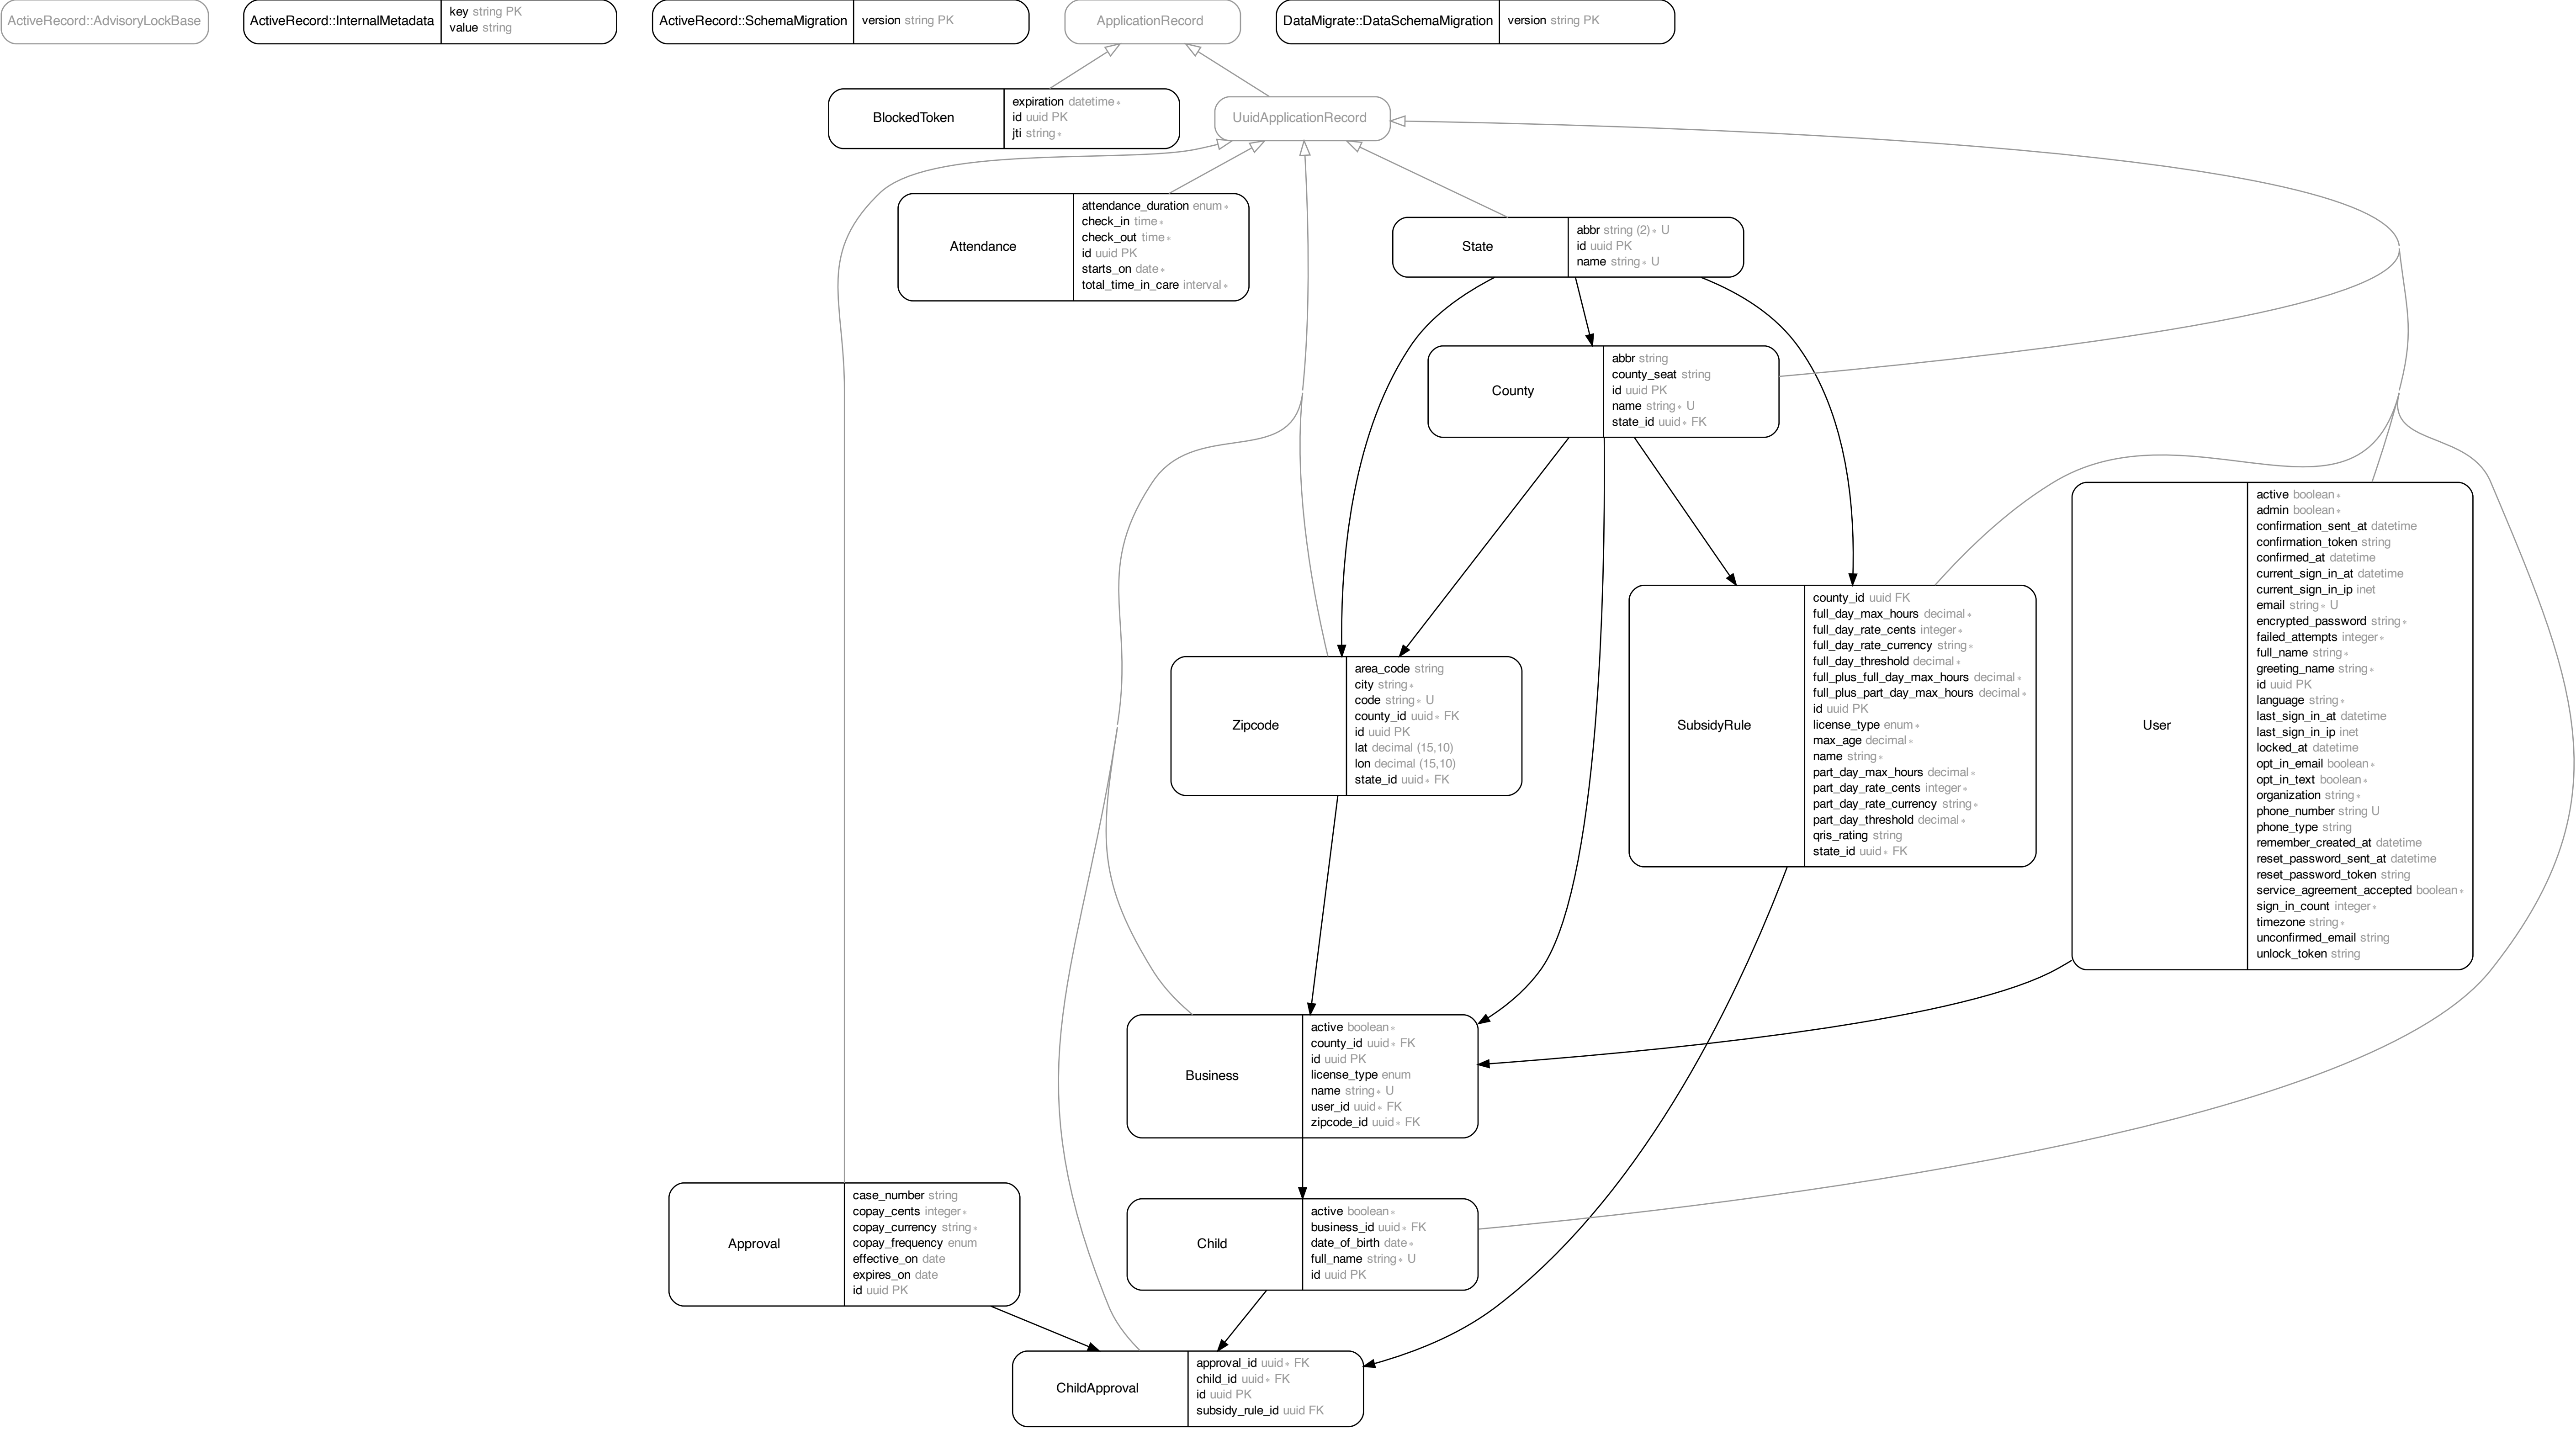 ActiveRecord::AdvisoryLockBase
ActiveRecord::InternalMetadata
key string PK
value string
ActiveRecord::SchemaMigration
version string PK
ApplicationRecord
DataMigrate::DataSchemaMigration
version string PK
BlockedToken
expiration datetime *
id uuid PK
jti string *
UuidApplicationRecord
Attendance
attendance_duration enum *
check_in time *
check_out time *
id uuid PK
starts_on date *
total_time_in_care interval *
State
abbr string (2) * U
id uuid PK
name string * U
County
abbr string
county_seat string
id uuid PK
name string * U
state_id uuid * FK
Zipcode
area_code string
city string *
code string * U
county_id uuid * FK
id uuid PK
lat decimal (15,10)
lon decimal (15,10)
state_id uuid * FK
SubsidyRule
county_id uuid FK
full_day_max_hours decimal *
full_day_rate_cents integer *
full_day_rate_currency string *
full_day_threshold decimal *
full_plus_full_day_max_hours decimal *
full_plus_part_day_max_hours decimal *
id uuid PK
license_type enum *
max_age decimal *
name string *
part_day_max_hours decimal *
part_day_rate_cents integer *
part_day_rate_currency string *
part_day_threshold decimal *
qris_rating string
state_id uuid * FK
User
active boolean *
admin boolean *
confirmation_sent_at datetime
confirmation_token string
confirmed_at datetime
current_sign_in_at datetime
current_sign_in_ip inet
email string * U
encrypted_password string *
failed_attempts integer *
full_name string *
greeting_name string *
id uuid PK
language string *
last_sign_in_at datetime
last_sign_in_ip inet
locked_at datetime
opt_in_email boolean *
opt_in_text boolean *
organization string *
phone_number string U
phone_type string
remember_created_at datetime
reset_password_sent_at datetime
reset_password_token string
service_agreement_accepted boolean *
sign_in_count integer *
timezone string *
unconfirmed_email string
unlock_token string
Business
active boolean *
county_id uuid * FK
id uuid PK
license_type enum
name string * U
user_id uuid * FK
zipcode_id uuid * FK
Approval
case_number string
copay_cents integer *
copay_currency string *
copay_frequency enum
effective_on date
expires_on date
id uuid PK
Child
active boolean *
business_id uuid * FK
date_of_birth date *
full_name string * U
id uuid PK
ChildApproval
approval_id uuid * FK
child_id uuid * FK
id uuid PK
subsidy_rule_id uuid FK